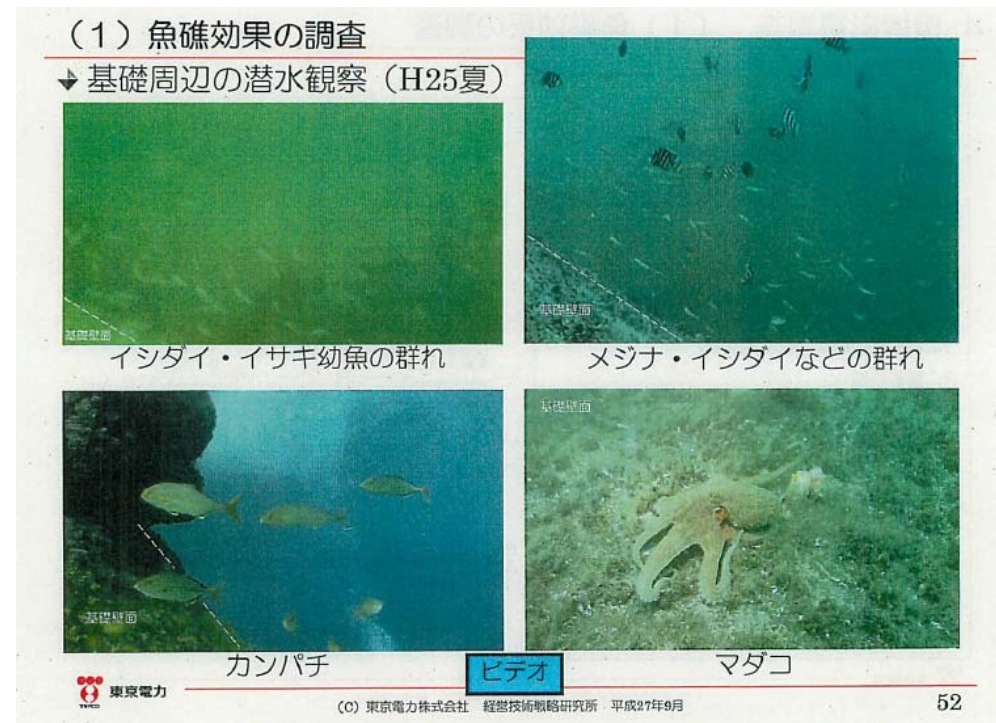 （1）魚礁効果の調査
基礎周辺の潜水観察（H25夏）
基礎壁面
イシダイ・イサキ幼魚の群れ
基礎壁面
メジナ・イシダイなどの群れ
基礎壁面
カンパチ
基礎壁面
マダコ
ビデオ
TEPCO
東京電力
(C) 東京電力株式会社 経営技術戦略研究所 平成27年9月
52